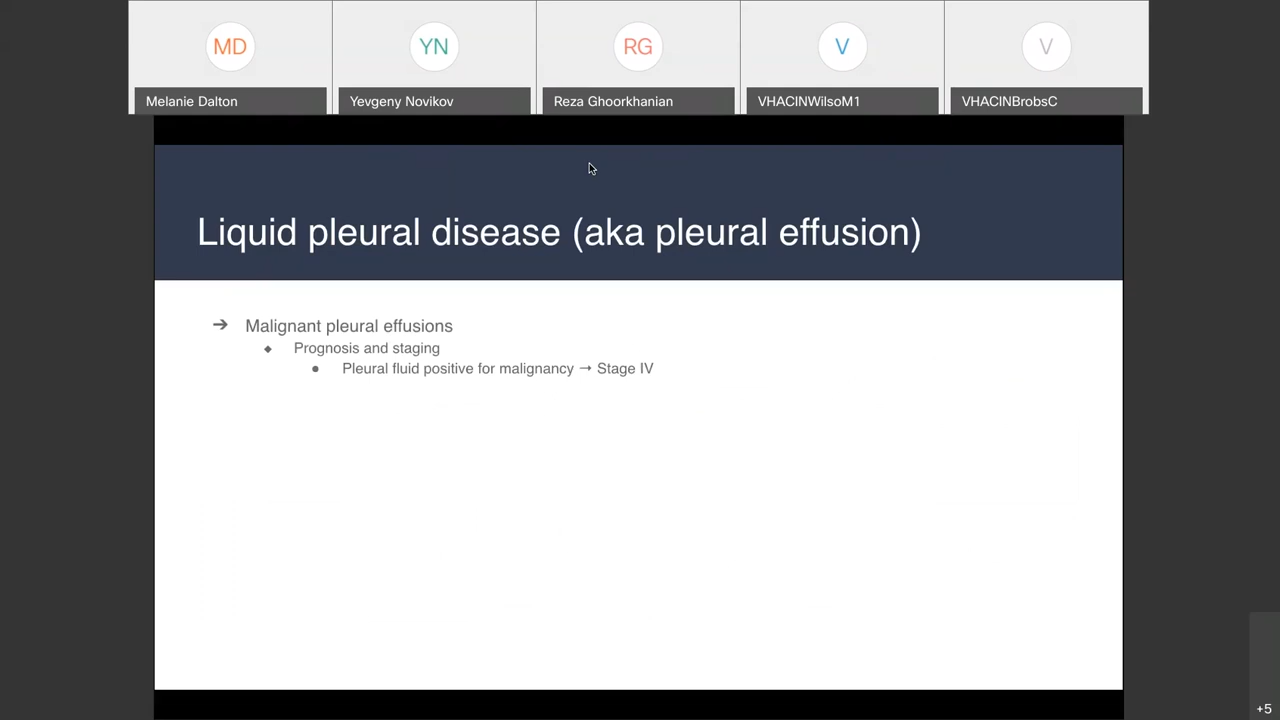 MD
YN
RG
V
V
Melanie Dalton
Yevgeny Novikov
Reza Ghoorkhanian
VHACINWilsoM1
VHACINBrobsC
Liquid pleural disease (aka pleural effusion)
➔ Malignant pleural effusions
◆ Prognosis and staging
● Pleural fluid positive for malignancy → Stage IV
+5